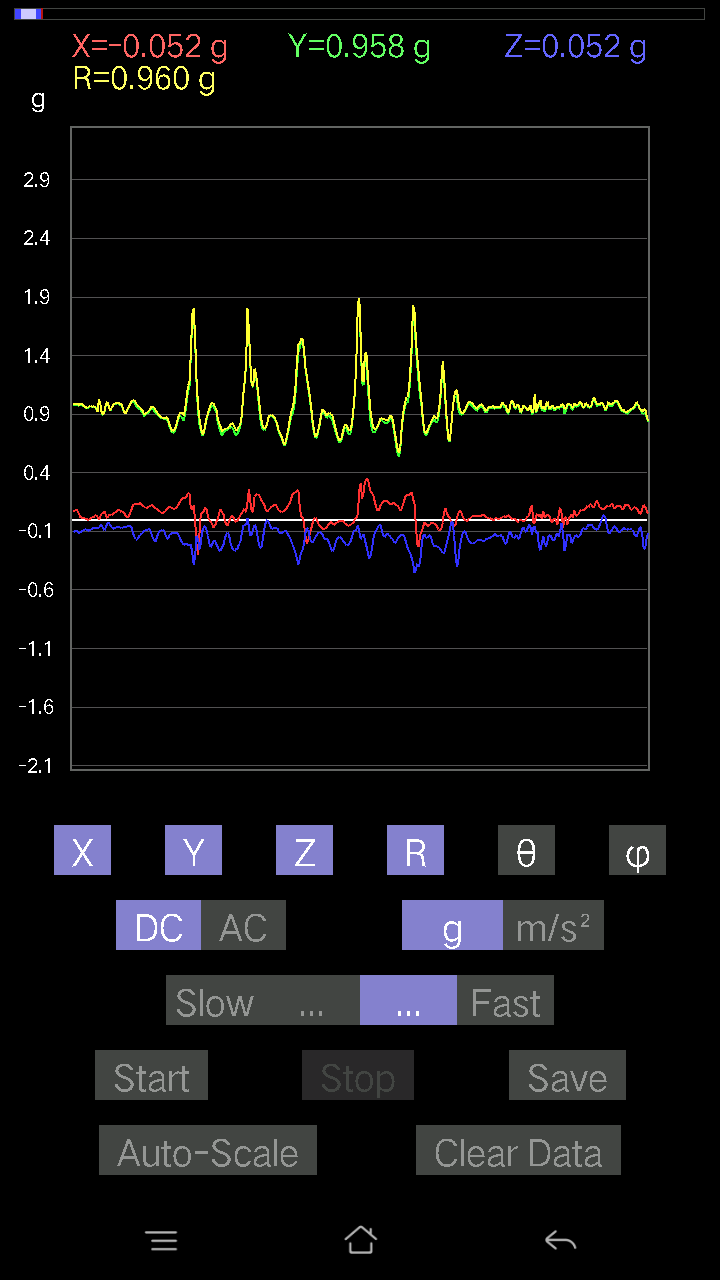 X=-0.052 g Y=0.958 g Z=0.052 g
R=0.960 g
g
2.9
2.4
1.9
1.4
0.9
0.4
-0.1
-0.6
-1.1
-1.6
-2.1
X Y Z R θ φ
DC AC g m/s²
Slow ... ... Fast
Start Stop Save
Auto-Scale Clear Data